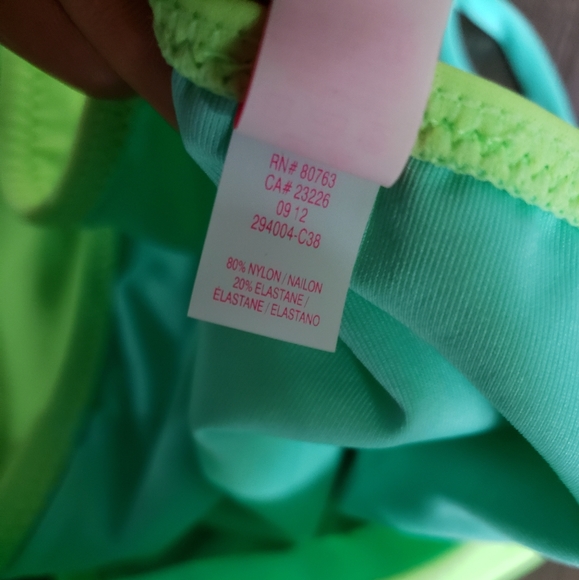 RN# 80763
CA# 23226
09 12
294004-C38
80% NYLON / NAILON
20% ELASTANE /
ÉLASTANE / ELASTANO